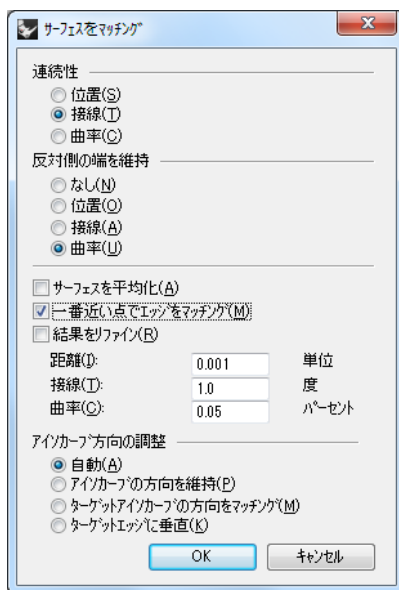 サーフェスをマッチング
連続性
位置(S)
接線(T)
曲率(C)
反対側の端を維持
なし(N)
位置(O)
接線(A)
曲率(U)
サーフェスを平均化(A)
一番近い点でエッジをマッチング(M)
結果をリファイン(R)
距離(I): 0.001 単位
接線(T): 1.0 度
曲率(C): 0.05 パーセント
アイソカーブ方向の調整
自動(A)
アイソカーブの方向を維持(P)
ターゲットアイソカーブの方向をマッチング(M)
ターゲットエッジに垂直(K)
OK キャンセル